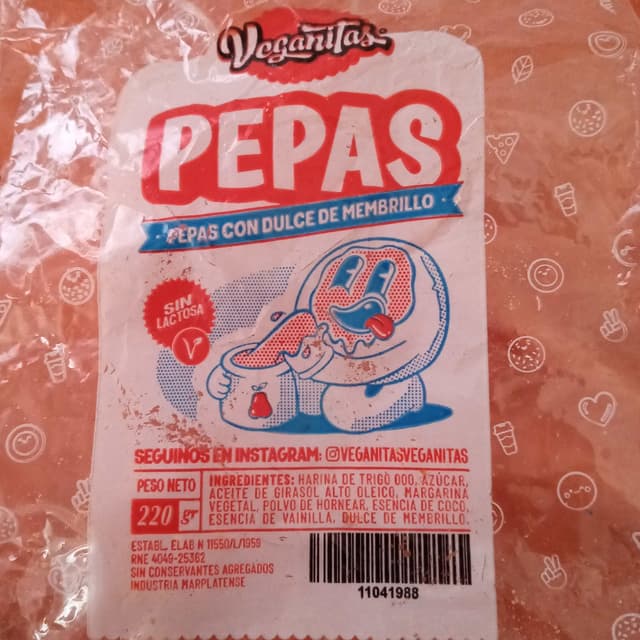 Veganitas
PEPAS
PEPAS CON DULCE DE MEMBRILLO
SIN
LACTOSA
V
SEGUINOS EN INSTAGRAM: @VEGANITASVEGANITAS
PESO NETO
220 gr
INGREDIENTES: HARINA DE TRIGO 000, AZÚCAR,
ACEITE DE GIRASOL ALTO OLEICO, MARGARINA
VEGETAL, POLVO DE HORNEAR, ESENCIA DE COCO,
ESENCIA DE VAINILLA, DULCE DE MEMBRILLO.
ESTABL. ELAB N 11550/L/1959
RNE 4049-25362
SIN CONSERVANTES AGREGADOS
INDUSTRIA MARPLATENSE
11041988